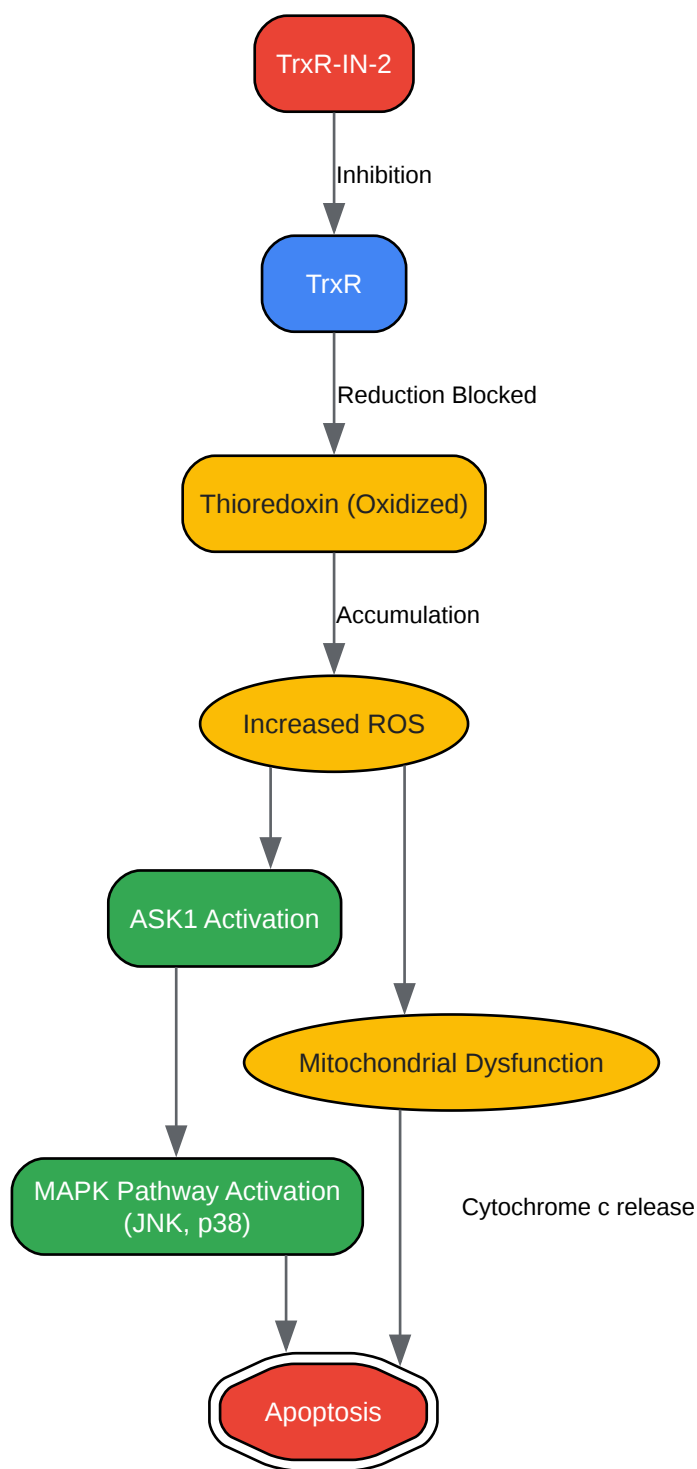 TrxR-IN-2
Inhibition
TrxR
Reduction Blocked
Thioredoxin (Oxidized)
Accumulation
Increased ROS
ASK1 Activation
Mitochondrial Dysfunction
MAPK Pathway Activation
(JNK, p38)
Cytochrome c release
Apoptosis